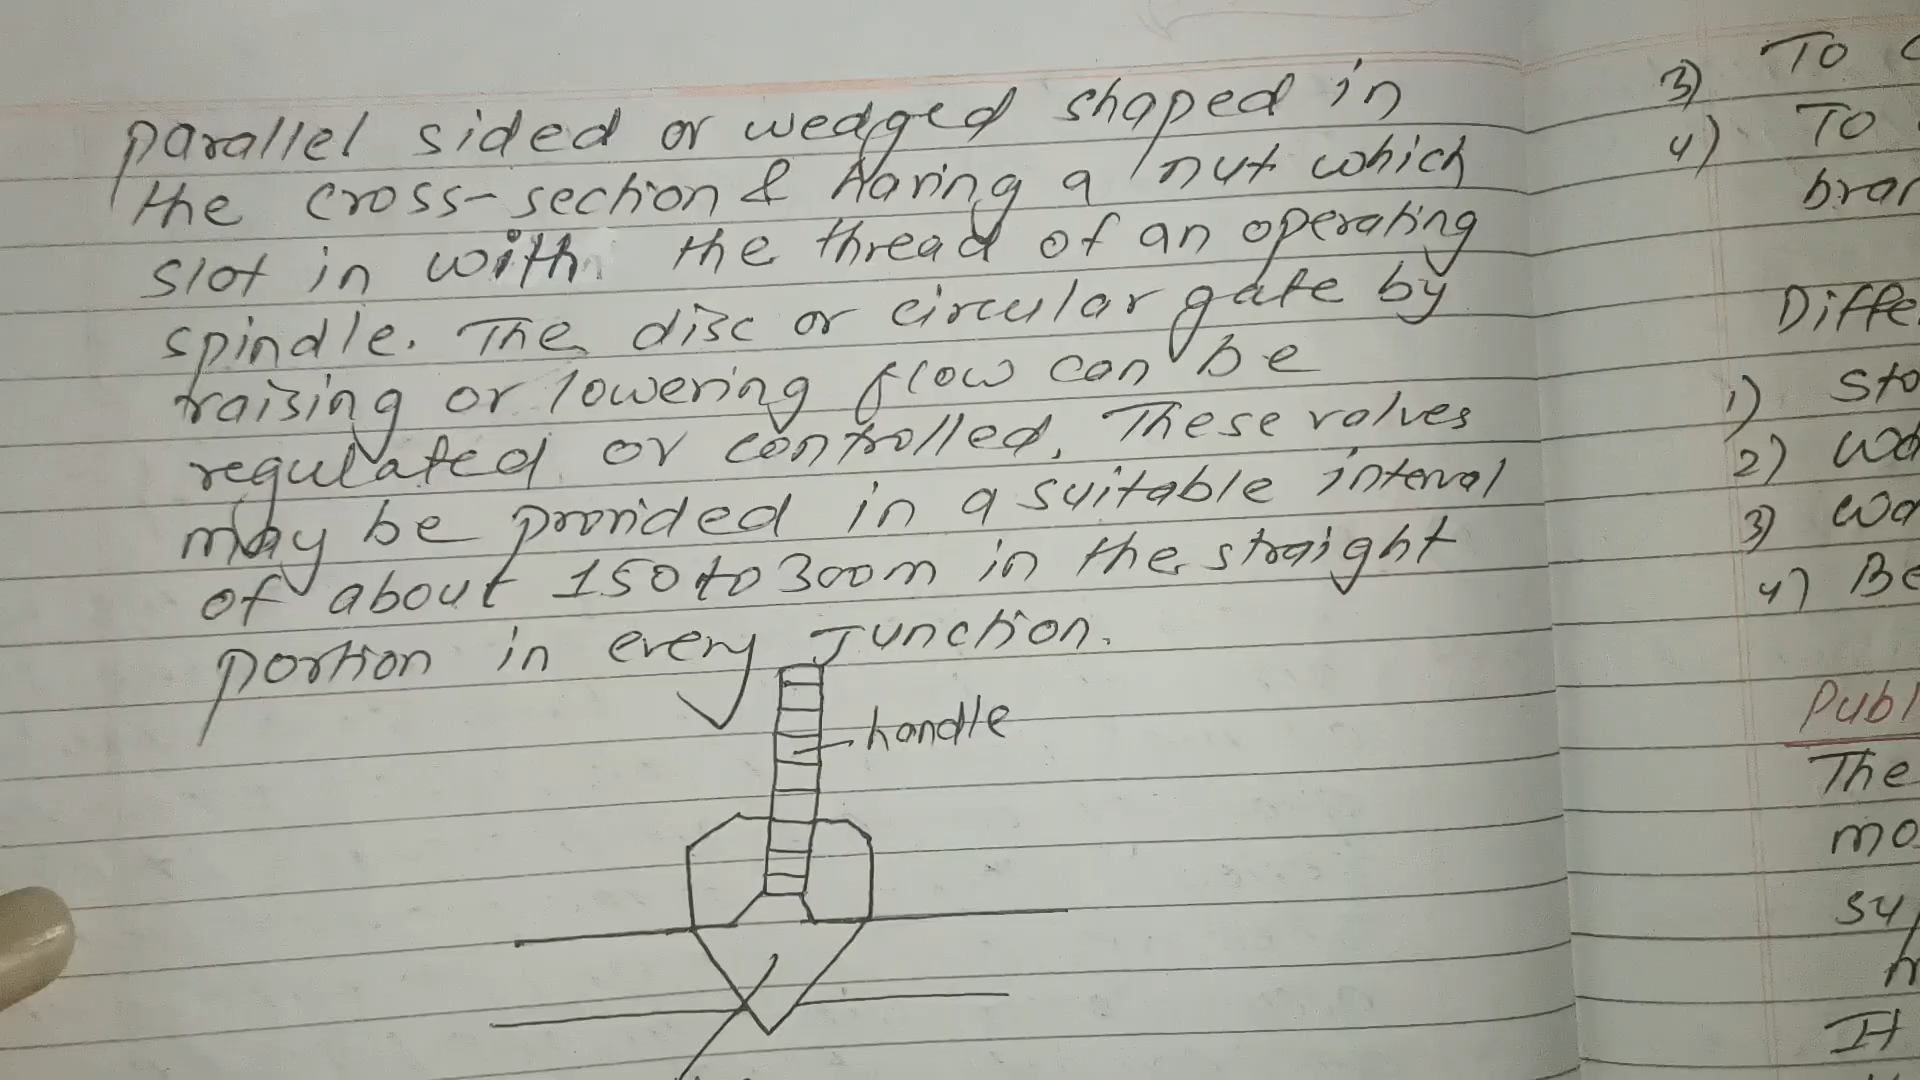 parallel sided or wedged shaped in
the cross-section & Having a nut which
slot in with the thread of an operating
spindle. The disc or circular gate by
raising or lowering flow can be
regulated or controlled. These valves
may be provided in a suitable interval
of about 150 to 300m in the straight
portion in every Junction.
handle
3) To
4) To
Diffe
1) Sto
2) Wa
3) Wa
4) Be
Publ
The
mo
It